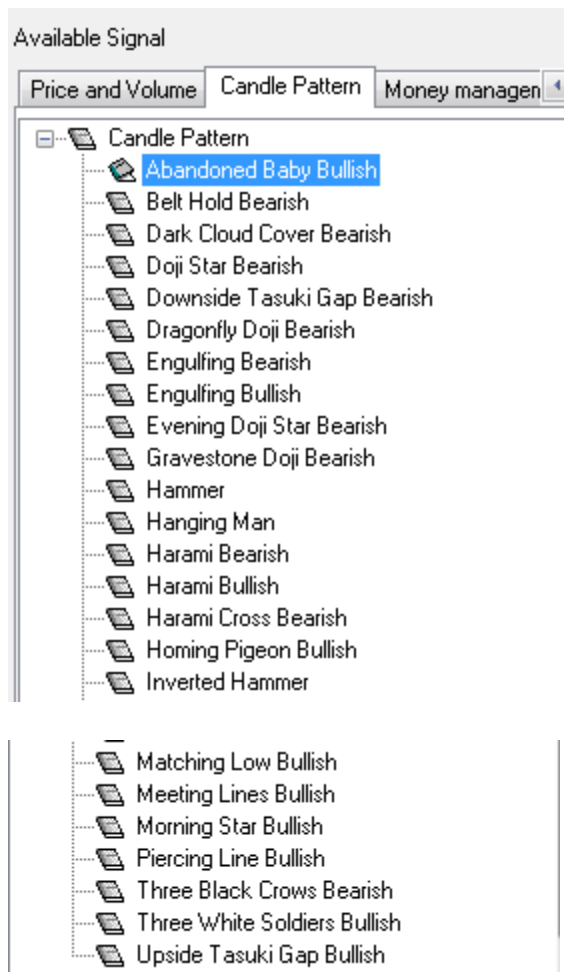 Available Signal
Price and Volume Candle Pattern Money managen
Candle Pattern
Abandoned Baby Bullish
Belt Hold Bearish
Dark Cloud Cover Bearish
Doji Star Bearish
Downside Tasuki Gap Bearish
Dragonfly Doji Bearish
Engulfing Bearish
Engulfing Bullish
Evening Doji Star Bearish
Gravestone Doji Bearish
Hammer
Hanging Man
Harami Bearish
Harami Bullish
Harami Cross Bearish
Homing Pigeon Bullish
Inverted Hammer
Matching Low Bullish
Meeting Lines Bullish
Morning Star Bullish
Piercing Line Bullish
Three Black Crows Bearish
Three White Soldiers Bullish
Upside Tasuki Gap Bullish